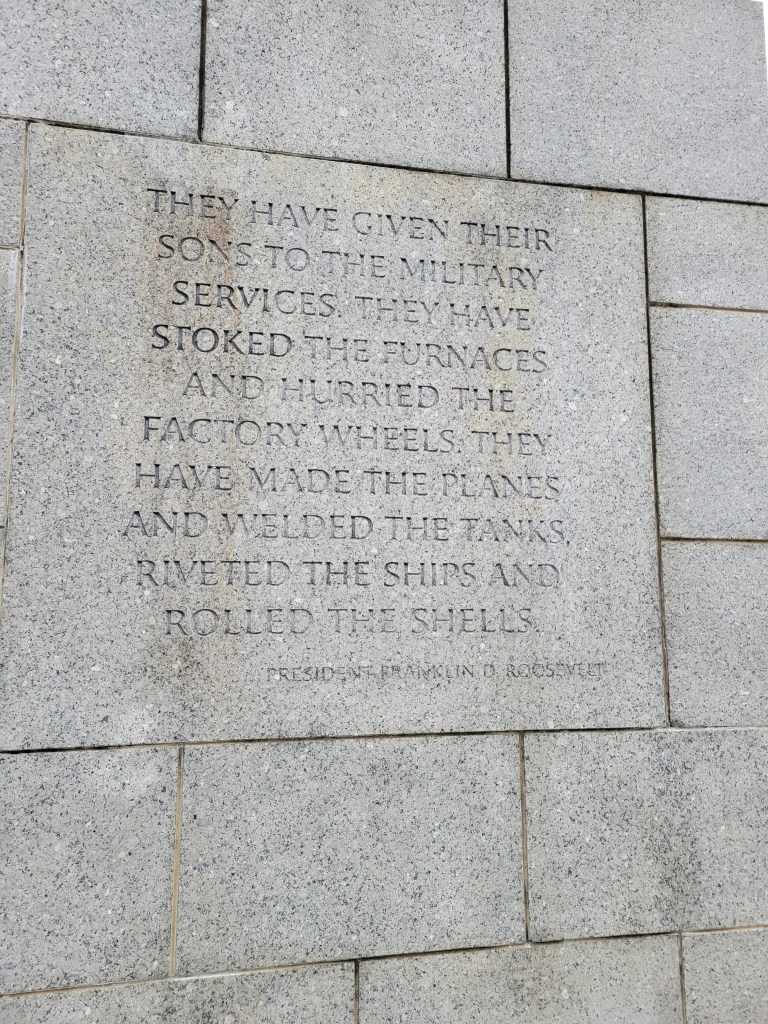 THEY HAVE GIVEN THEIR
SONS TO THE MILITARY
SERVICES. THEY HAVE
STOKED THE FURNACES
AND HURRIED THE
FACTORY WHEELS. THEY
HAVE MADE THE PLANES
AND WELDED THE TANKS,
RIVETED THE SHIPS AND
ROLLED THE SHELLS.
PRESIDENT FRANKLIN D. ROOSEVELT